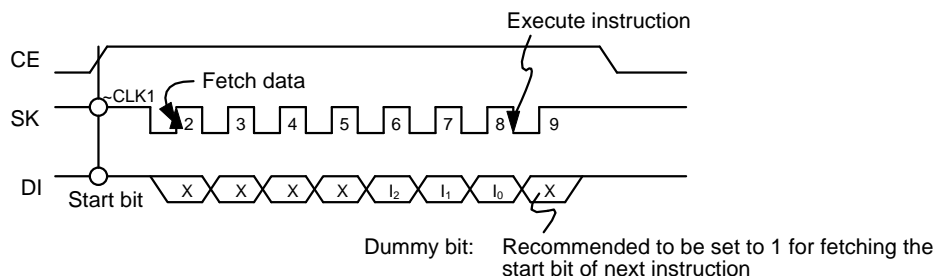 Execute instruction
CE
Fetch data
~CLK1
SK
2 3 4 5 6 7 8 9
DI
X X X X I₂ I₁ I₀ X
Start bit
Dummy bit: Recommended to be set to 1 for fetching the
start bit of next instruction